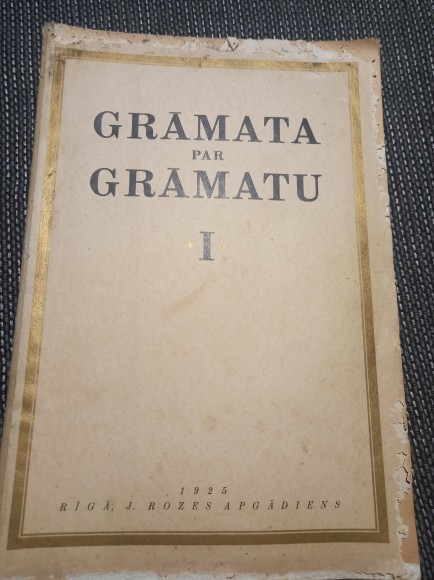 GRĀMATA
PAR
GRĀMATU
I
1925
RĪGĀ, J. ROZES APGĀDIENS